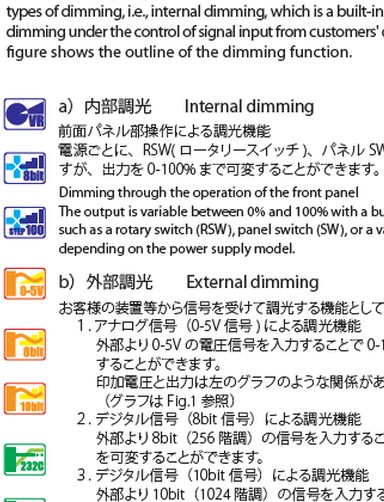 types of dimming, i.e., internal dimming, which is a built-in
dimming under the control of signal input from customers'
figure shows the outline of the dimming function.
VR
a）内部調光 Internal dimming
前面パネル部操作による調光機能
電源ごとに、RSW( ロータリースイッチ )、パネル SW
8bit
すが、出力を 0-100% まで可変することができます。
Dimming through the operation of the front panel
The output is variable between 0% and 100% with a bu
STEP100
such as a rotary switch (RSW), panel switch (SW), or a va
depending on the power supply model.
0-5V
b）外部調光 External dimming
お客様の装置等から信号を受けて調光する機能として
1 . アナログ信号（0-5V 信号 ) による調光機能
外部より 0-5V の電圧信号を入力することで 0-1
8bit
することができます。
印加電圧と出力は左のグラフのような関係があ
10bit
（グラフは Fig.1 参照）
2 . デジタル信号（8bit 信号）による調光機能
外部より 8bit（256 階調）の信号を入力するこ
232C
を可変することができます。
3 . デジタル信号（10bit 信号）による調光機能
外部より 10bit（1024 階調）の信号を入力す